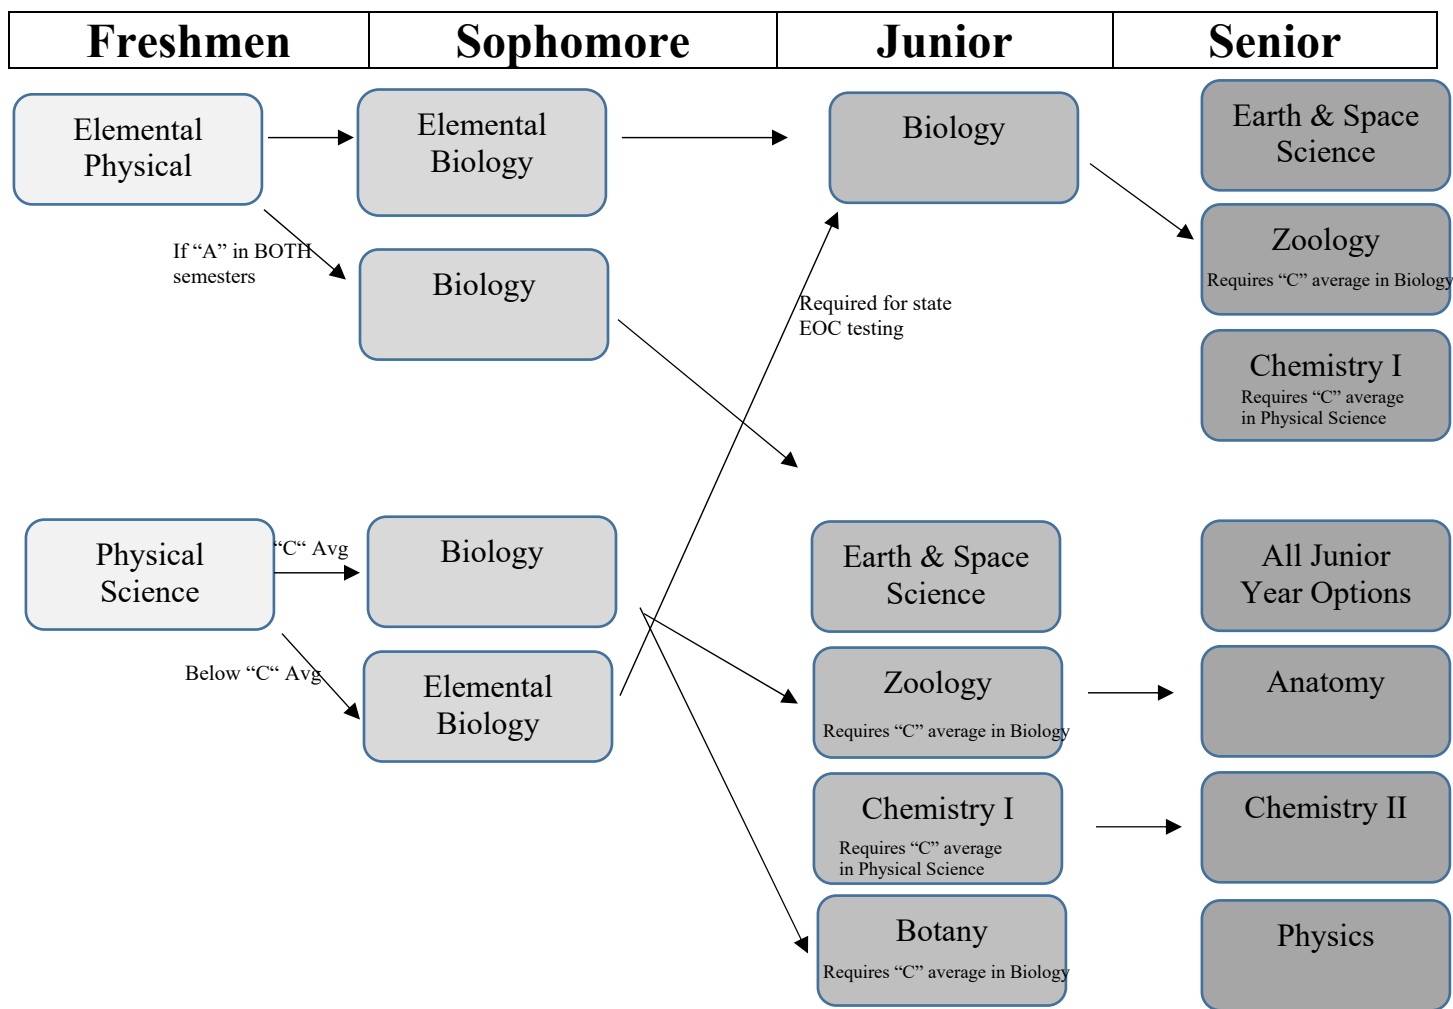 Freshmen
Sophomore
Junior
Senior
Elemental
Physical
Elemental
Biology
Biology
Earth & Space
Science
If “A” in BOTH
semesters
Biology
Required for state
EOC testing
Zoology
Requires “C” average in Biology
Chemistry I
Requires “C” average
in Physical Science
Physical
Science
“C“ Avg
Below “C“ Avg
Biology
Elemental
Biology
Earth & Space
Science
Zoology
Requires “C” average in Biology
Chemistry I
Requires “C” average
in Physical Science
Botany
Requires “C” average in Biology
All Junior
Year Options
Anatomy
Chemistry II
Physics